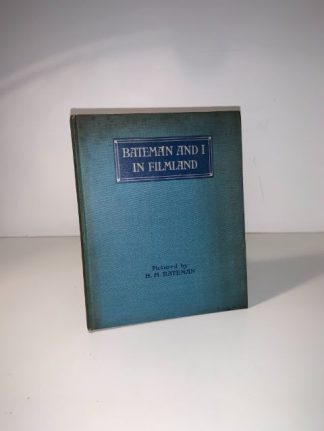 BATEMAN AND I
IN FILMLAND
Pictured by
H. M. BATEMAN